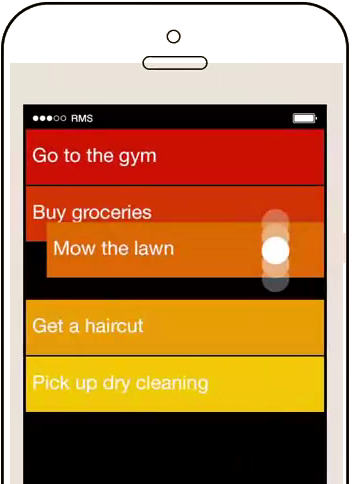 RMS
Go to the gym
Buy groceries
Mow the lawn
Get a haircut
Pick up dry cleaning